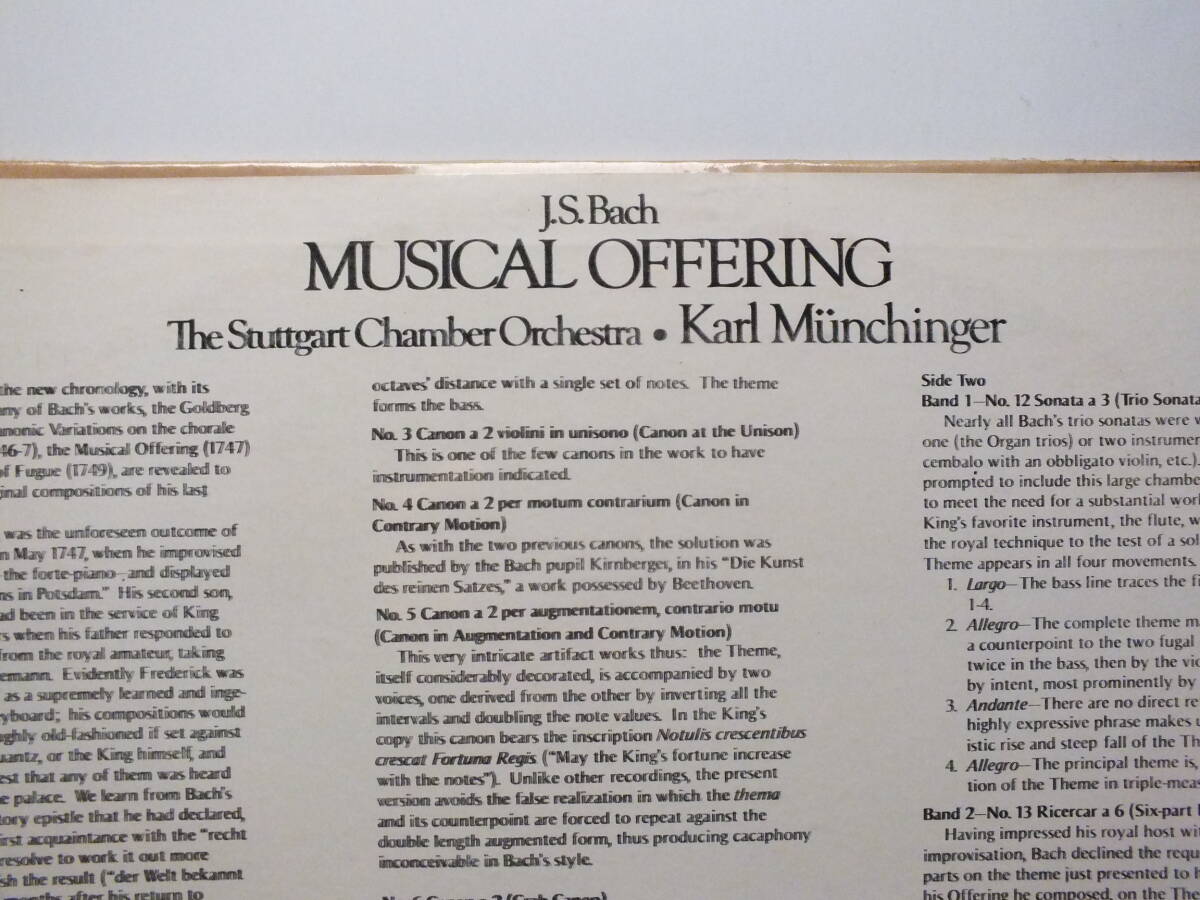 J.S. Bach
MUSICAL OFFERING
The Stuttgart Chamber Orchestra • Karl Münchinger
the new chronology, with its
any of Bach's works, the Goldberg
anonic Variations on the chorale
46-7), the Musical Offering (1747)
of Fugue (1749), are revealed to
ginal compositions of his last
was the unforeseen outcome of
n May 1747, when he improvised
the forte-piano—and displayed
ns in Potsdam." His second son,
ad been in the service of King
rs when his father responded to
from the royal amateur, taking
emann. Evidently Frederick was
as a supremely learned and inge-
yboard; his compositions would
ughly old-fashioned if set against
uantz, or the King himself, and
est that any of them was heard
e palace. We learn from Bach's
tory epistle that he had declared,
irst acquaintance with the "recht
resolve to work it out more
sh the result ("der Welt bekannt
months after his return to
octaves' distance with a single set of notes. The theme
forms the bass.
No. 3 Canon a 2 violini in unisono (Canon at the Unison)
This is one of the few canons in the work to have
instrumentation indicated.
No. 4 Canon a 2 per motum contrarium (Canon in
Contrary Motion)
As with the two previous canons, the solution was
published by the Bach pupil Kirnberger, in his "Die Kunst
des reinen Satzes," a work possessed by Beethoven.
No. 5 Canon a 2 per augmentationem, contrario motu
(Canon in Augmentation and Contrary Motion)
This very intricate artifact works thus: the Theme,
itself considerably decorated, is accompanied by two
voices, one derived from the other by inverting all the
intervals and doubling the note values. In the King's
copy this canon bears the inscription Notulis crescentibus
crescat Fortuna Regis ("May the King's fortune increase
with the notes"). Unlike other recordings, the present
version avoids the false realization in which the thema
and its counterpoint are forced to repeat against the
double length augmented form, thus producing cacaphony
inconceivable in Bach's style.
No. 6 Canon a 2 (Crab Canon)
Side Two
Band 1—No. 12 Sonata a 3 (Trio Sonata
Nearly all Bach's trio sonatas were w
one (the Organ trios) or two instrumen
cembalo with an obbligato violin, etc.).
prompted to include this large chambe
to meet the need for a substantial work
King's favorite instrument, the flute, w
the royal technique to the test of a sol
Theme appears in all four movements.
1. Largo—The bass line traces the fi
1-4.
2. Allegro—The complete theme ma
a counterpoint to the two fugal
twice in the bass, then by the vio
by intent, most prominently by
3. Andante—There are no direct re
highly expressive phrase makes u
istic rise and steep fall of the Th
4. Allegro—The principal theme is,
tion of the Theme in triple-meas
Band 2—No. 13 Ricercar a 6 (Six-part
Having impressed his royal host wit
improvisation, Bach declined the requ
parts on the theme just presented to h
his Offering he composed, on the The